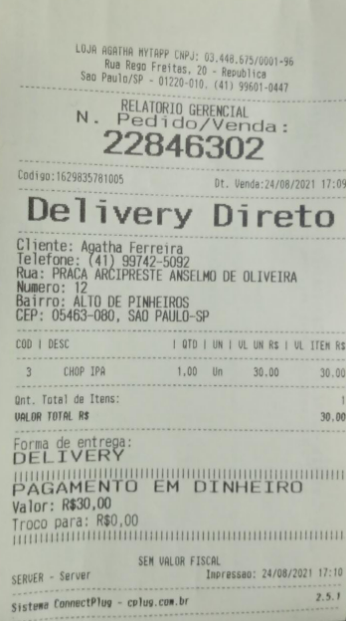 LOJA AGATHA MYTAPP CNPJ: 03.448.675/0001-96
Rua Rego Freitas, 20 - Republica
Sao Paulo/SP - 01220-010. (41) 99601-0447
RELATORIO GERENCIAL
N. Pedido/Venda:
22846302
Codigo:1629835781005 Dt. Venda:24/08/2021 17:09
Delivery Direto
Cliente: Agatha Ferreira
Telefone: (41) 99742-5092
Rua: PRACA ARCIPRESTE ANSELMO DE OLIVEIRA
Numero: 12
Bairro: ALTO DE PINHEIROS
CEP: 05463-080, SAO PAULO-SP
COD | DESC | QTD | UN | VL UN R$ | VL ITEM R$
3 CHOP IPA 1,00 Un 30.00 30.00
Qnt. Total de Itens: 1
VALOR TOTAL R$ 30.00
Forma de entrega:
DELIVERY
PAGAMENTO EM DINHEIRO
Valor: R$30,00
Troco para: R$0,00
SEM VALOR FISCAL
SERVER - Server Impressao: 24/08/2021 17:10
Sistema ConnectPlug - cplug.com.br 2.5.1